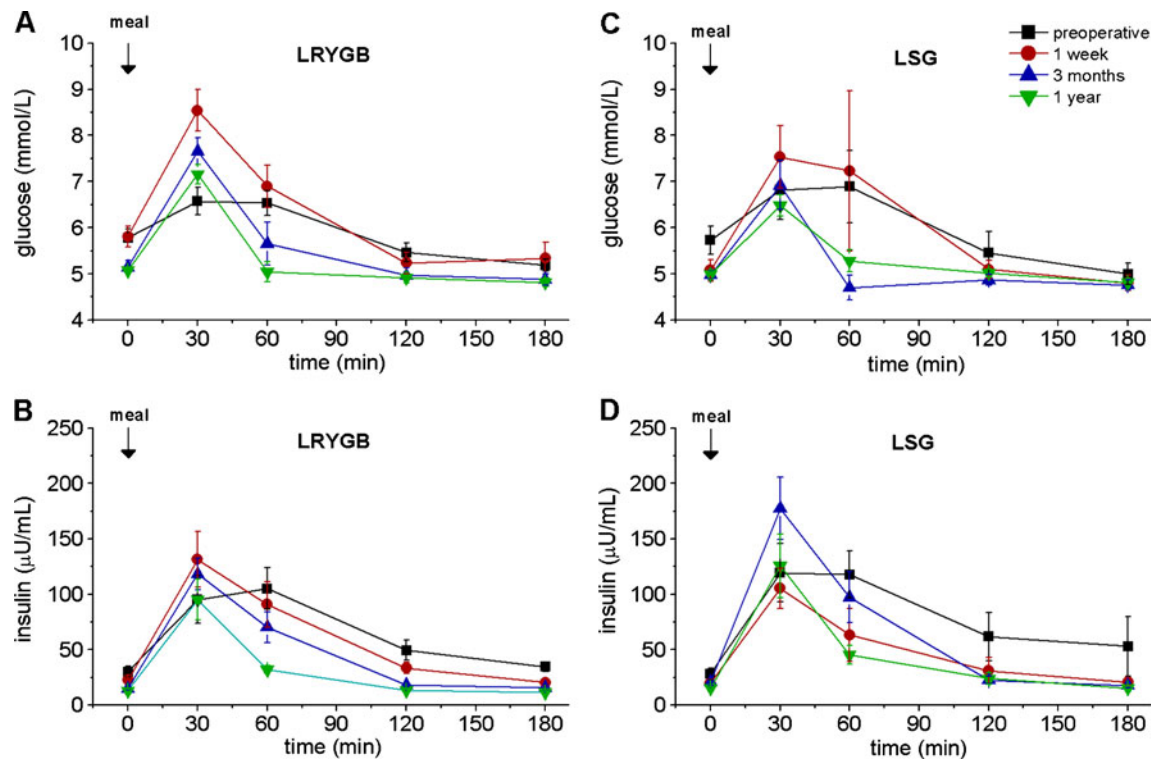 A
meal
LRYGB
glucose (mmol/L)
10
9
8
7
6
5
4
0 30 60 90 120 150 180
time (min)
C
meal
LSG
preoperative
1 week
3 months
1 year
glucose (mmol/L)
10
9
8
7
6
5
4
0 30 60 90 120 150 180
time (min)
B
meal
LRYGB
insulin (μU/mL)
250
200
150
100
50
0
0 30 60 90 120 150 180
time (min)
D
meal
LSG
insulin (μU/mL)
250
200
150
100
50
0
0 30 60 90 120 150 180
time (min)